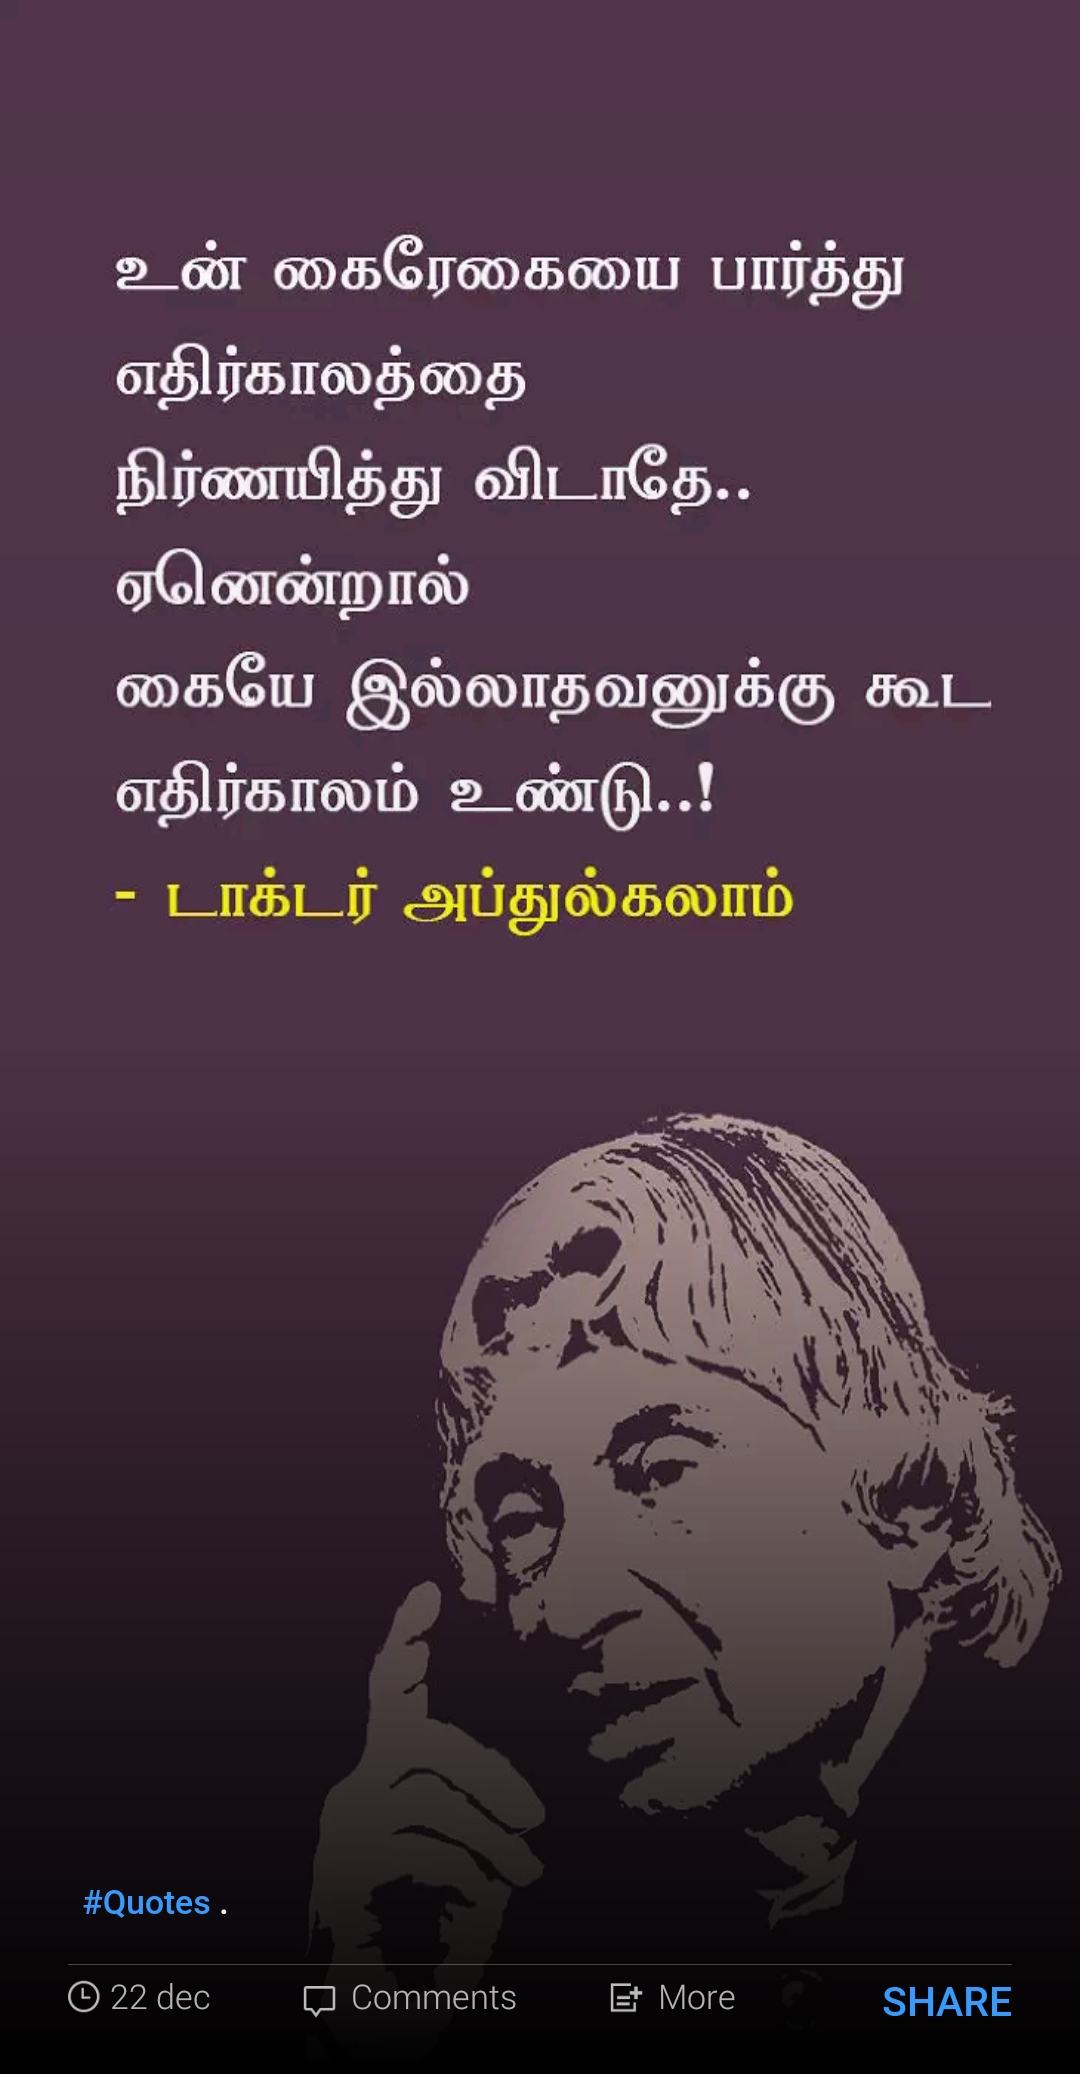 உன் கைரேகையை பார்த்து
எதிர்காலத்தை
நிர்ணயித்து விடாதே..
ஏனென்றால்
கையே இல்லாதவனுக்கு கூட
எதிர்காலம் உண்டு..!
- டாக்டர் அப்துல்கலாம்
#Quotes .
22 dec Comments More SHARE